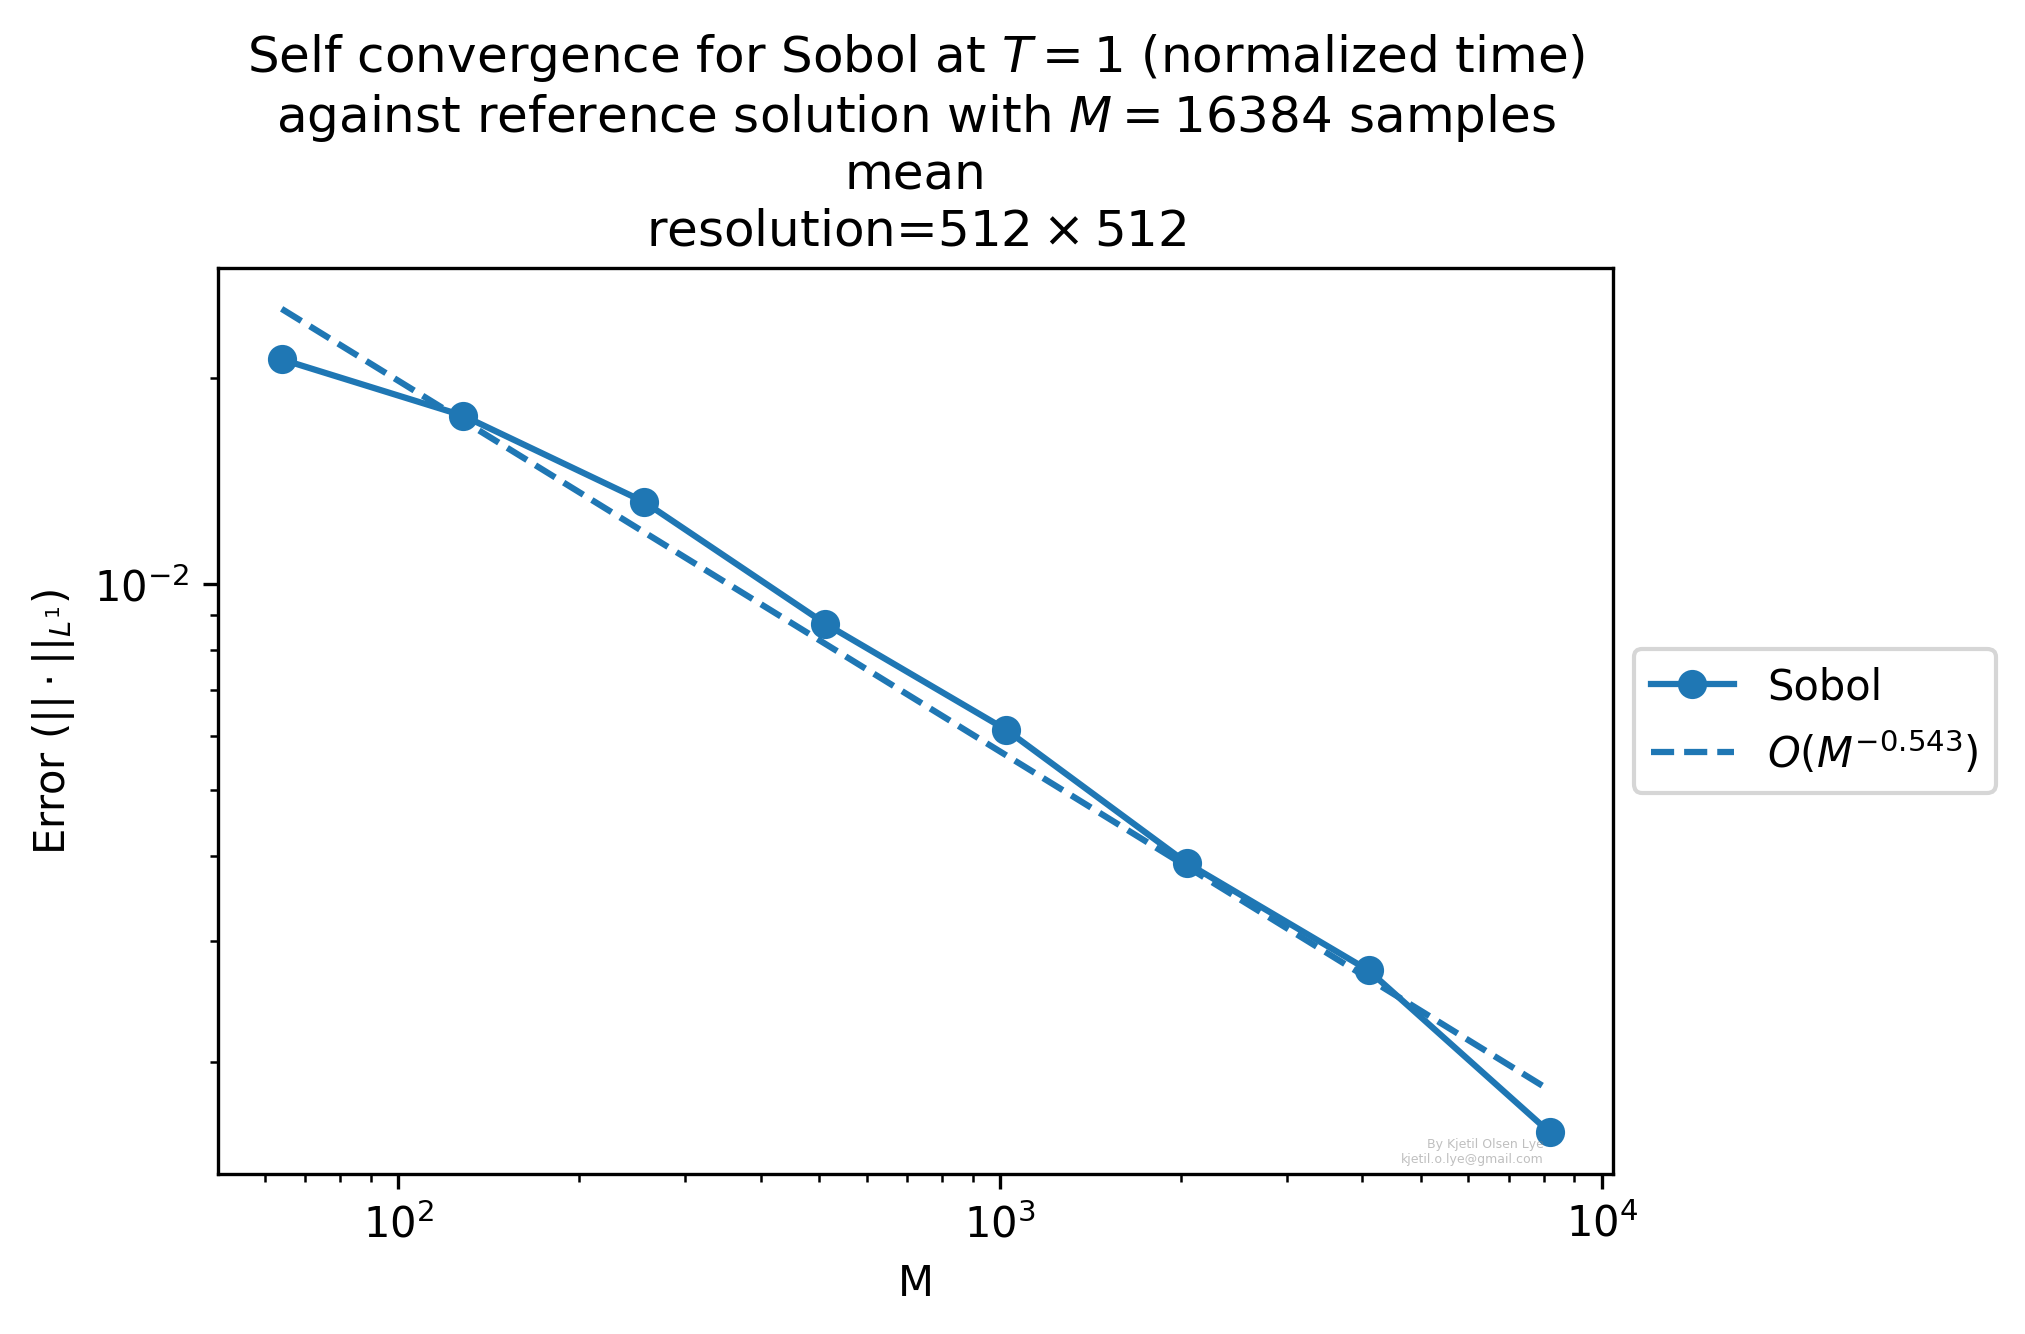 Self convergence for Sobol at T = 1 (normalized time)
against reference solution with M = 16384 samples
mean
resolution=512 × 512
Error (|| · ||_{L^1})
10^{-2}
10^2
10^3
10^4
M
Sobol
O(M^{-0.543})
By Kjetil Olsen Lye
kjetil.o.lye@gmail.com